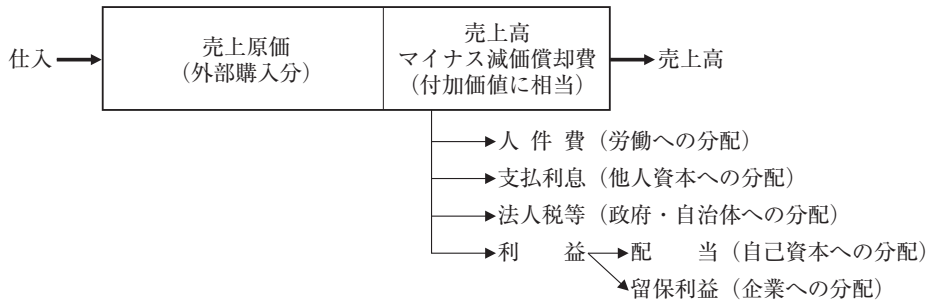 仕入
売上原価
(外部購入分)
売上高
マイナス減価償却費
(付加価値に相当)
売上高
人件費(労働への分配)
支払利息(他人資本への分配)
法人税等(政府・自治体への分配)
利益 配当(自己資本への分配)
留保利益(企業への分配)